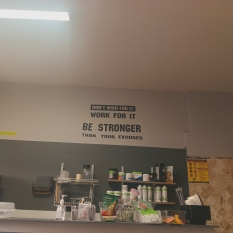 DON'T WISH FOR IT
WORK FOR IT
BE STRONGER
THAN YOUR EXCUSES